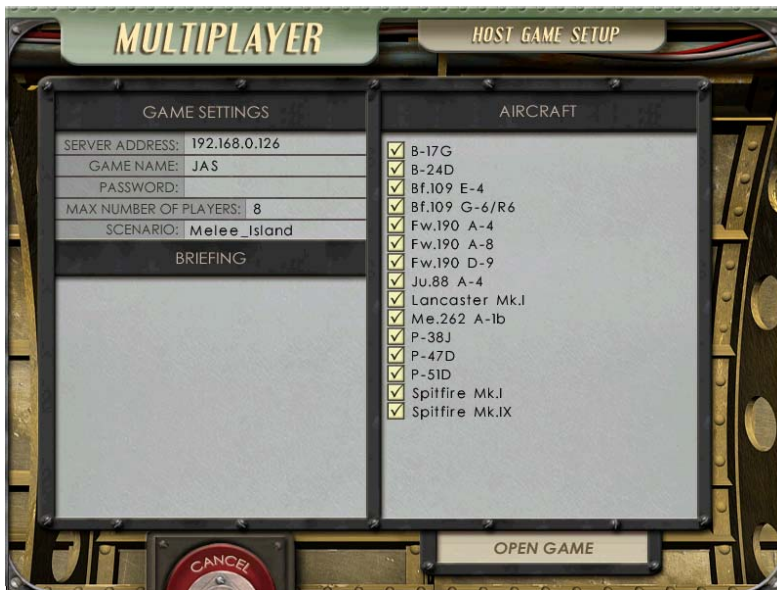 MULTIPLAYER
HOST GAME SETUP
GAME SETTINGS
SERVER ADDRESS: 192.168.0.126
GAME NAME: JAS
PASSWORD:
MAX NUMBER OF PLAYERS: 8
SCENARIO: Melee_Island
BRIEFING
AIRCRAFT
B-17G
B-24D
Bf.109 E-4
Bf.109 G-6/R6
Fw.190 A-4
Fw.190 A-8
Fw.190 D-9
Ju.88 A-4
Lancaster Mk.I
Me.262 A-1b
P-38J
P-47D
P-51D
Spitfire Mk.I
Spitfire Mk.IX
CANCEL
OPEN GAME